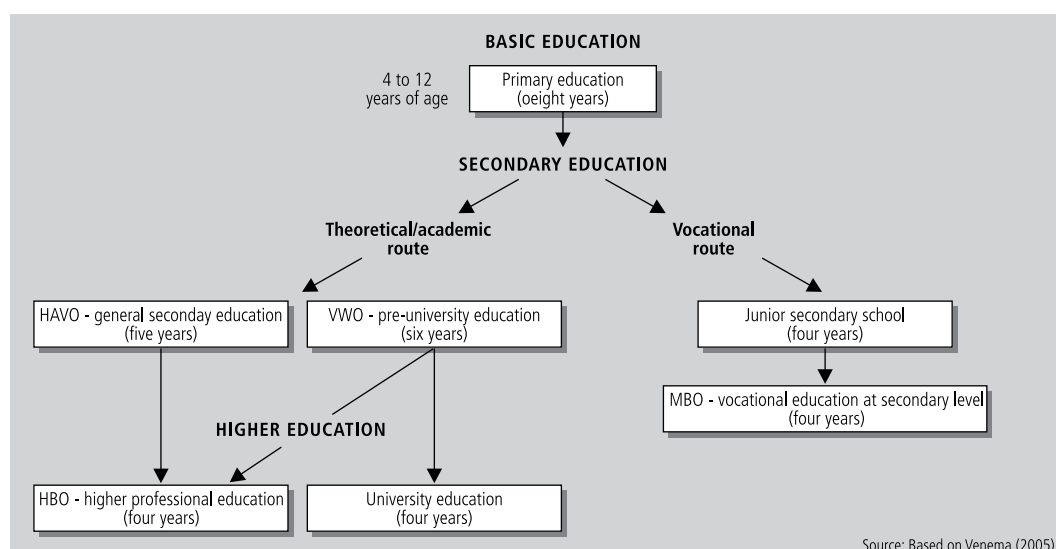 BASIC EDUCATION
4 to 12
years of age
Primary education
(oeight years)
SECONDARY EDUCATION
Theoretical/academic
route
Vocational
route
HAVO - general seconday education
(five years)
VWO - pre-university education
(six years)
Junior secondary school
(four years)
MBO - vocational education at secondary level
(four years)
HIGHER EDUCATION
HBO - higher professional education
(four years)
University education
(four years)
Source: Based on Venema (2005)